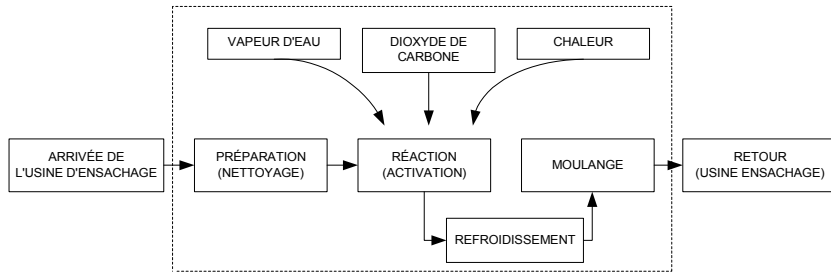 VAPEUR D'EAU
DIOXYDE DE
CARBONE
CHALEUR
ARRIVÉE DE
L'USINE D'ENSACHAGE
PRÉPARATION
(NETTOYAGE)
RÉACTION
(ACTIVATION)
MOULANGE
RETOUR
(USINE ENSACHAGE)
REFROIDISSEMENT